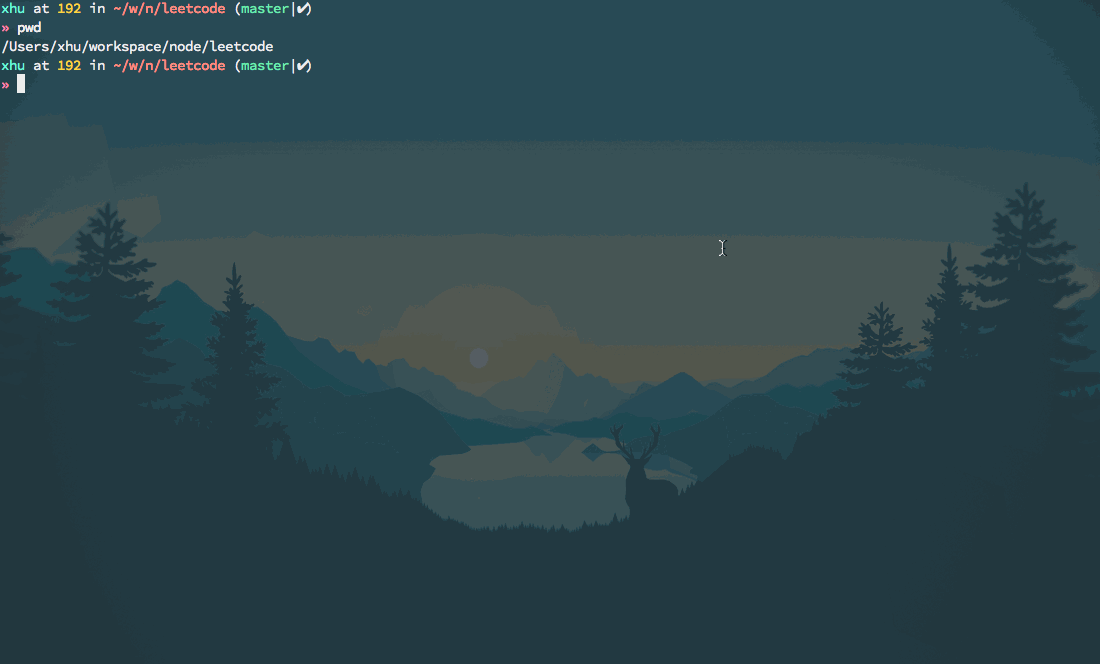 xhu at 192 in ~/w/n/leetcode (master|✔)
» pwd
/Users/xhu/workspace/node/leetcode
xhu at 192 in ~/w/n/leetcode (master|✔)
»